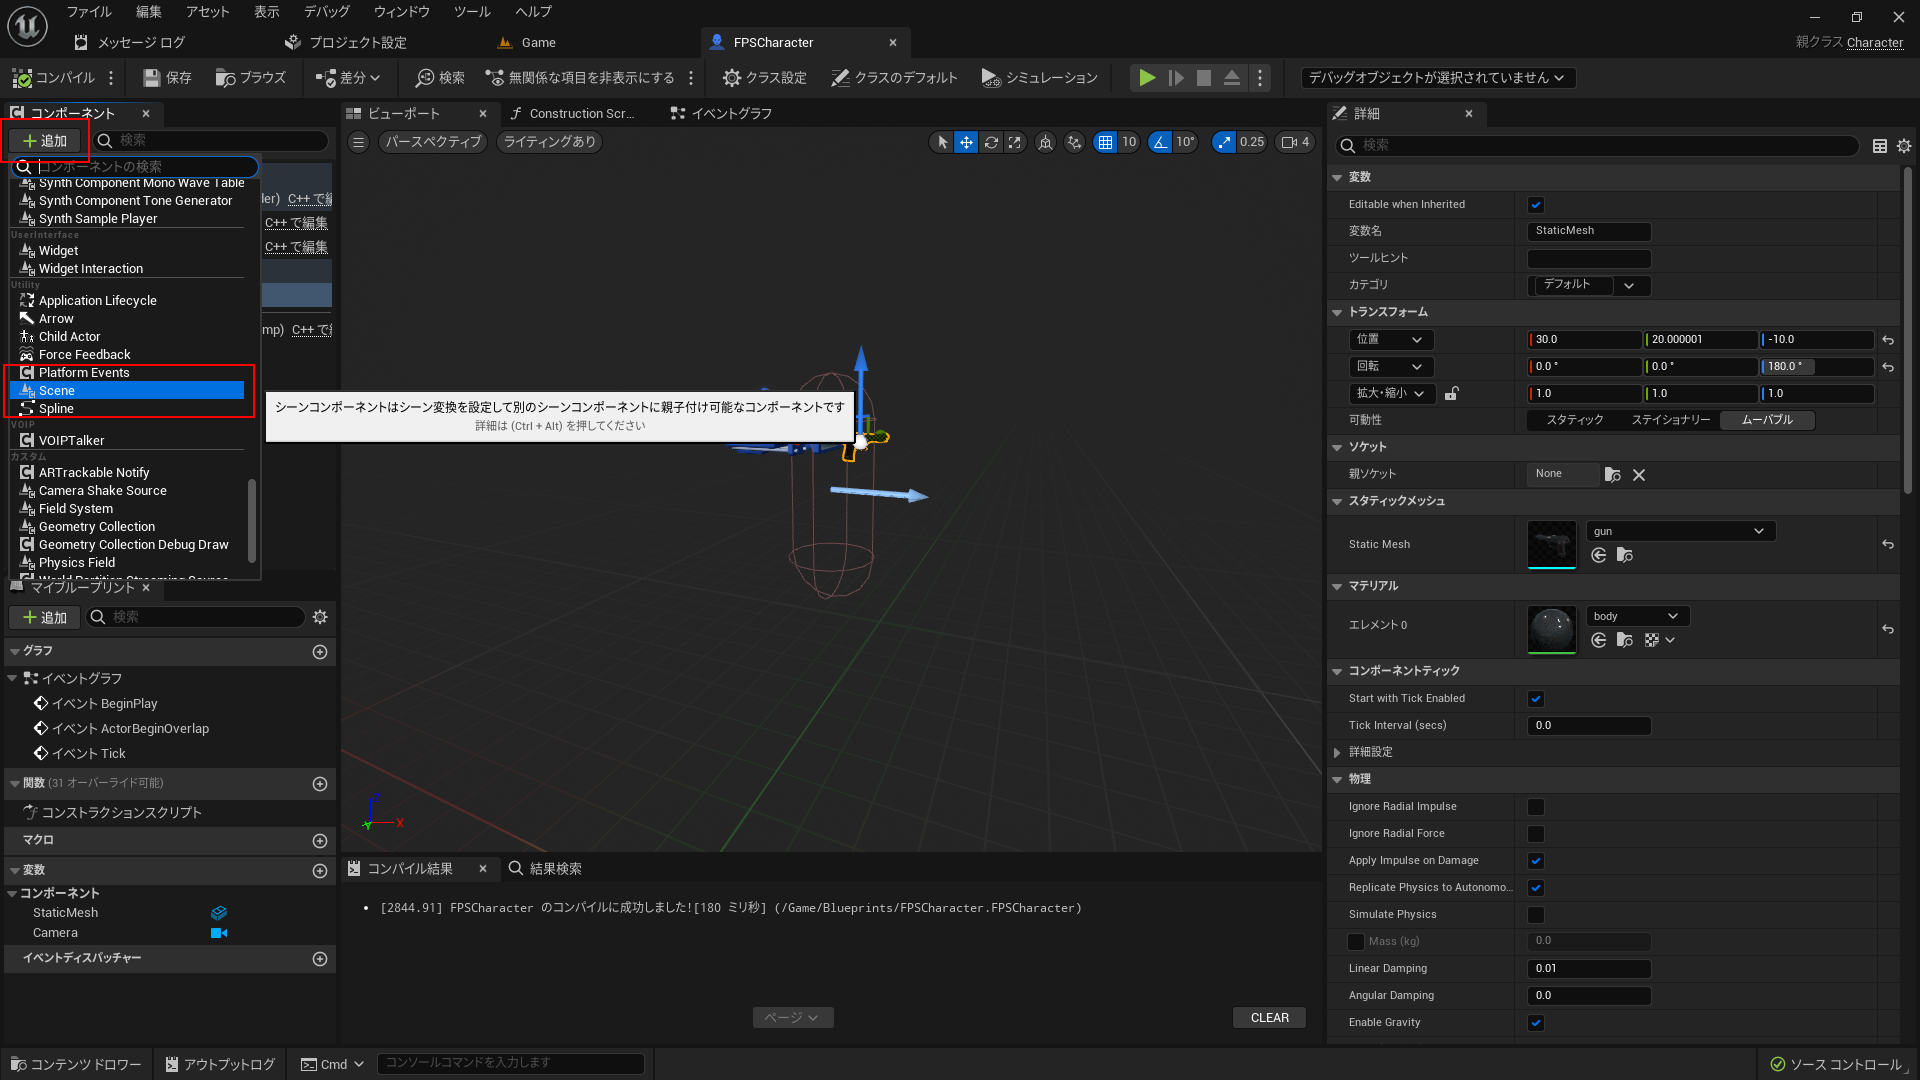 ファイル 編集 アセット 表示 デバッグ ウィンドウ ツール ヘルプ
メッセージ ログ プロジェクト設定 Game FPSCharacter
親クラス Character
コンパイル 保存 ブラウズ 差分 検索 無関係な項目を非表示にする クラス設定 クラスのデフォルト シミュレーション デバッグオブジェクトが選択されていません
コンポーネント
追加 検索
コンポーネントの検索
Synth Component Mono Wave Table
Synth Component Tone Generator
Synth Sample Player
UserInterface
Widget
Widget Interaction
Utility
Application Lifecycle
Arrow
Child Actor
Force Feedback
Platform Events
Scene
Spline
VOIP
VOIPTalker
カスタム
ARTrackable Notify
Camera Shake Source
Field System
Geometry Collection
Geometry Collection Debug Draw
Physics Field
World Partition Streaming Source
C++ で編
C++ で編集
C++ で編集
C++ で
マイブループリント
追加 検索
グラフ
イベントグラフ
イベント BeginPlay
イベント ActorBeginOverlap
イベント Tick
関数 (31 オーバーライド可能)
コンストラクションスクリプト
マクロ
変数
コンポーネント
StaticMesh
Camera
イベントディスパッチャー
ビューポート Construction Scr... イベントグラフ
パースペクティブ ライティングあり 10 10° 0.25 4
シーンコンポーネントはシーン変換を設定して別のシーンコンポーネントに親子付け可能なコンポーネントです
詳細は (Ctrl + Alt) を押してください
Z
X
Y
コンパイル結果 結果検索
• [2844.91] FPSCharacter のコンパイルに成功しました![180 ミリ秒] (/Game/Blueprints/FPSCharacter.FPSCharacter)
ページ CLEAR
詳細
検索
変数
Editable when Inherited
変数名 StaticMesh
ツールヒント
カテゴリ デフォルト
トランスフォーム
位置 30.0 20.000001 -10.0
回転 0.0 ° 0.0 ° 180.0 °
拡大・縮小 1.0 1.0 1.0
可動性 スタティック ステイショナリー ムーバブル
ソケット
親ソケット None
スタティックメッシュ
Static Mesh gun
マテリアル
エレメント 0 body
コンポーネントティック
Start with Tick Enabled
Tick Interval (secs) 0.0
詳細設定
物理
Ignore Radial Impulse
Ignore Radial Force
Apply Impulse on Damage
Replicate Physics to Autonomo...
Simulate Physics
Mass (kg) 0.0
Linear Damping 0.01
Angular Damping 0.0
Enable Gravity
コンテンツ ドロワー アウトプットログ Cmd コンソールコマンドを入力します ソース コントロール